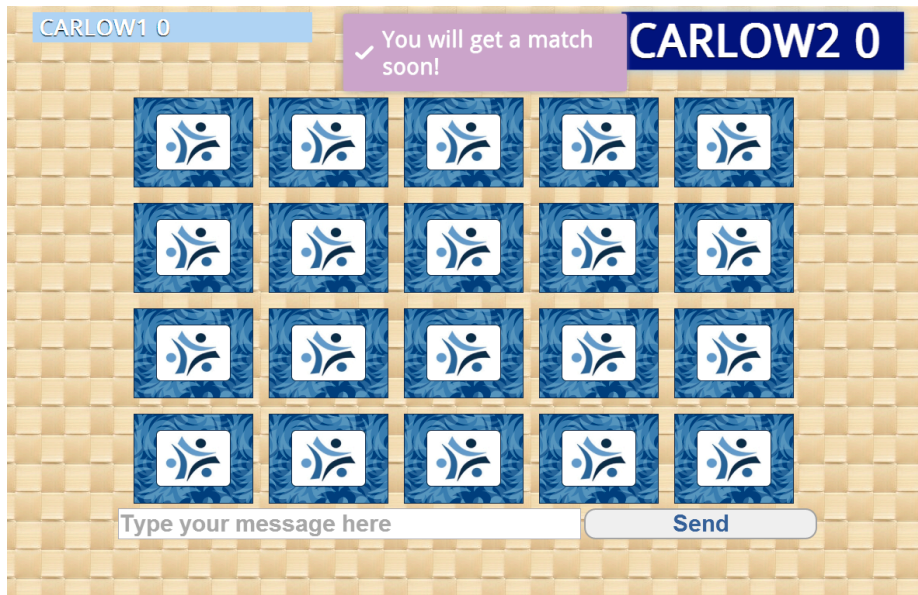 CARLOW1 0
You will get a match
soon!
CARLOW2 0
Type your message here
Send